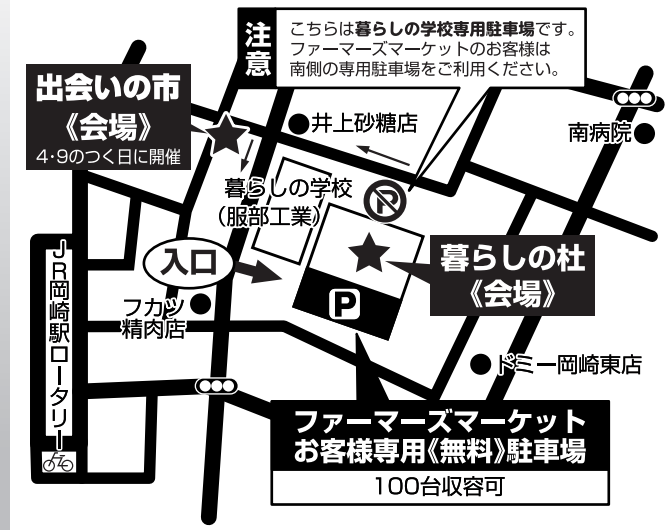 注意
こちらは暮らしの学校専用駐車場です。
ファーマーズマーケットのお客様は
南側の専用駐車場をご利用ください。
出会いの市
《会場》
4・9のつく日に開催
井上砂糖店
南病院
暮らしの学校
（服部工業）
P
入口
暮らしの杜
《会場》
P
JR岡崎駅ロータリー
フカツ
精肉店
ドミー岡崎東店
ファーマーズマーケット
お客様専用《無料》駐車場
100台収容可